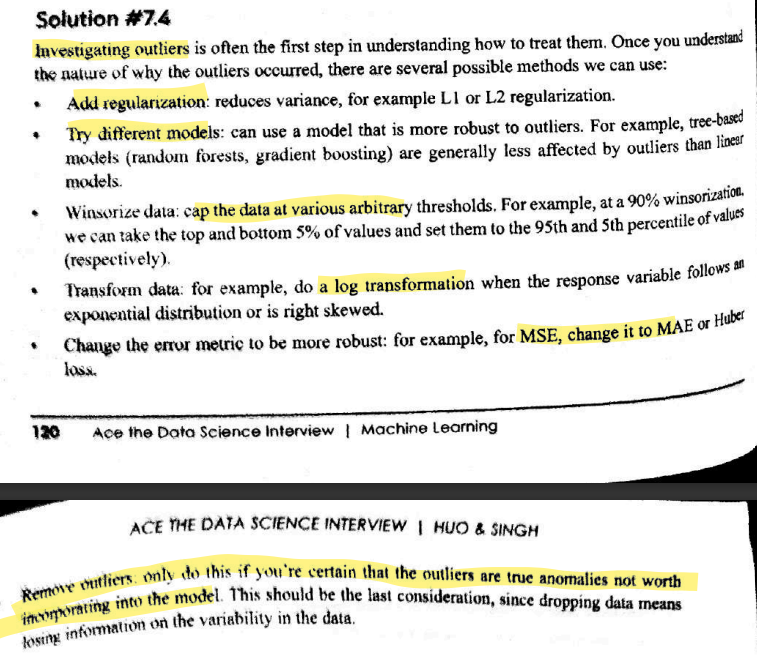 Solution #7.4
Investigating outliers is often the first step in understanding how to treat them. Once you understand
the nature of why the outliers occurred, there are several possible methods we can use:
• Add regularization: reduces variance, for example L1 or L2 regularization.
• Try different models: can use a model that is more robust to outliers. For example, tree-based
models (random forests, gradient boosting) are generally less affected by outliers than linear
models.
• Winsorize data: cap the data at various arbitrary thresholds. For example, at a 90% winsorization,
we can take the top and bottom 5% of values and set them to the 95th and 5th percentile of values
(respectively).
• Transform data: for example, do a log transformation when the response variable follows an
exponential distribution or is right skewed.
• Change the error metric to be more robust: for example, for MSE, change it to MAE or Huber
loss.
120 Ace the Data Science Interview | Machine Learning
ACE THE DATA SCIENCE INTERVIEW | HUO & SINGH
Remove outliers: only do this if you're certain that the outliers are true anomalies not worth
incorporating into the model. This should be the last consideration, since dropping data means
losing information on the variability in the data.